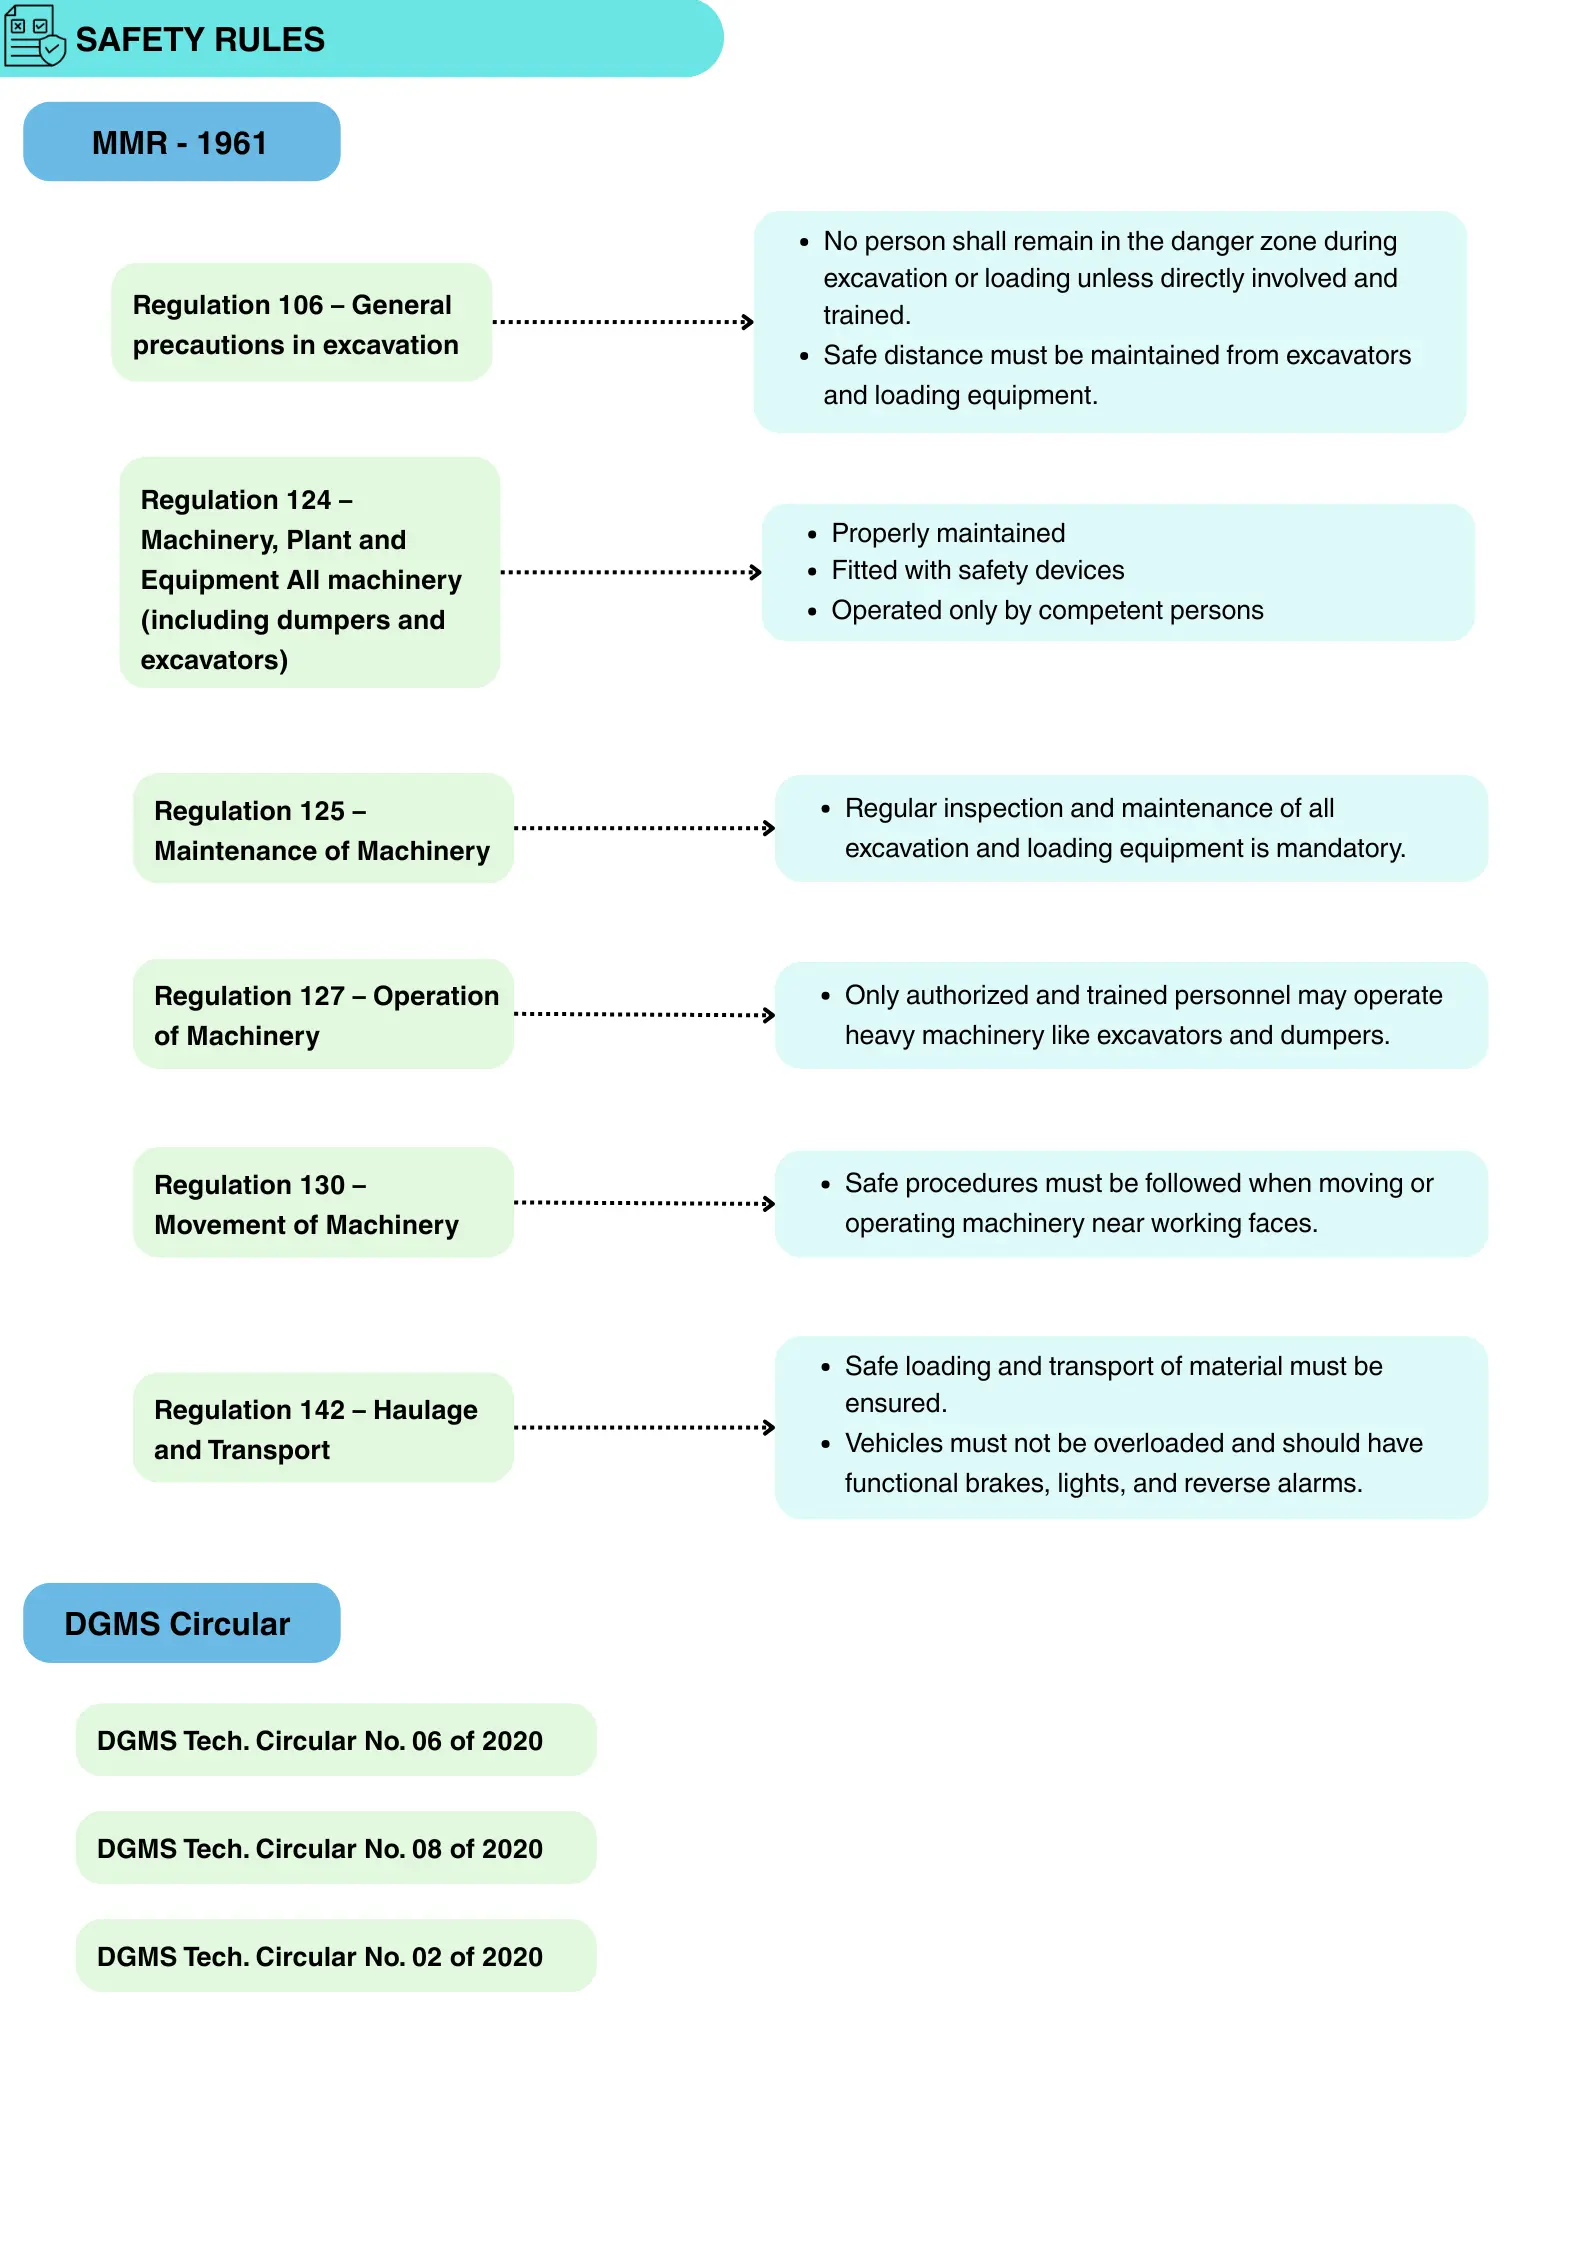 SAFETY RULES
MMR - 1961
Regulation 106 – General
precautions in excavation
• No person shall remain in the danger zone during
excavation or loading unless directly involved and
trained.
• Safe distance must be maintained from excavators
and loading equipment.
Regulation 124 –
Machinery, Plant and
Equipment All machinery
(including dumpers and
excavators)
• Properly maintained
• Fitted with safety devices
• Operated only by competent persons
Regulation 125 –
Maintenance of Machinery
• Regular inspection and maintenance of all
excavation and loading equipment is mandatory.
Regulation 127 – Operation
of Machinery
• Only authorized and trained personnel may operate
heavy machinery like excavators and dumpers.
Regulation 130 –
Movement of Machinery
• Safe procedures must be followed when moving or
operating machinery near working faces.
Regulation 142 – Haulage
and Transport
• Safe loading and transport of material must be
ensured.
• Vehicles must not be overloaded and should have
functional brakes, lights, and reverse alarms.
DGMS Circular
DGMS Tech. Circular No. 06 of 2020
DGMS Tech. Circular No. 08 of 2020
DGMS Tech. Circular No. 02 of 2020